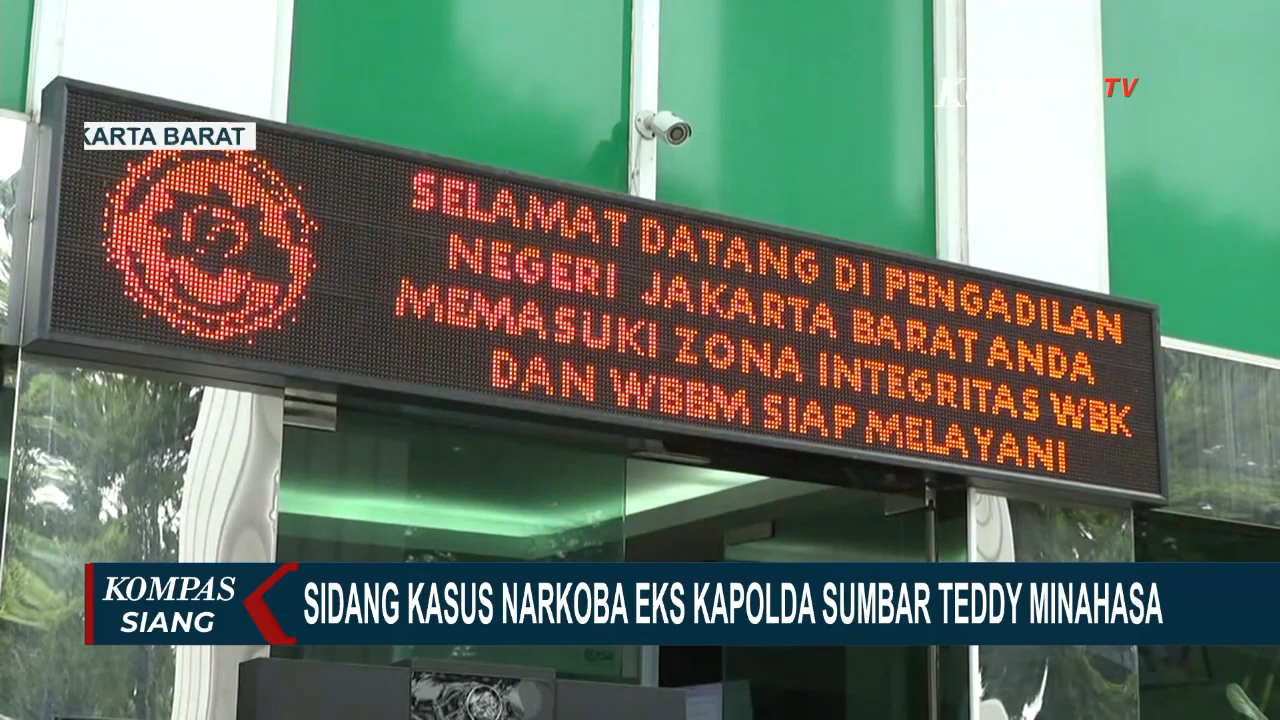 KOMPAS TV
KARTA BARAT
SELAMAT DATANG DI PENGADILAN
NEGERI JAKARTA BARAT ANDA
MEMASUKI ZONA INTEGRITAS WBK
DAN WBBM SIAP MELAYANI
KOMPAS
SIANG
SIDANG KASUS NARKOBA EKS KAPOLDA SUMBAR TEDDY MINAHASA